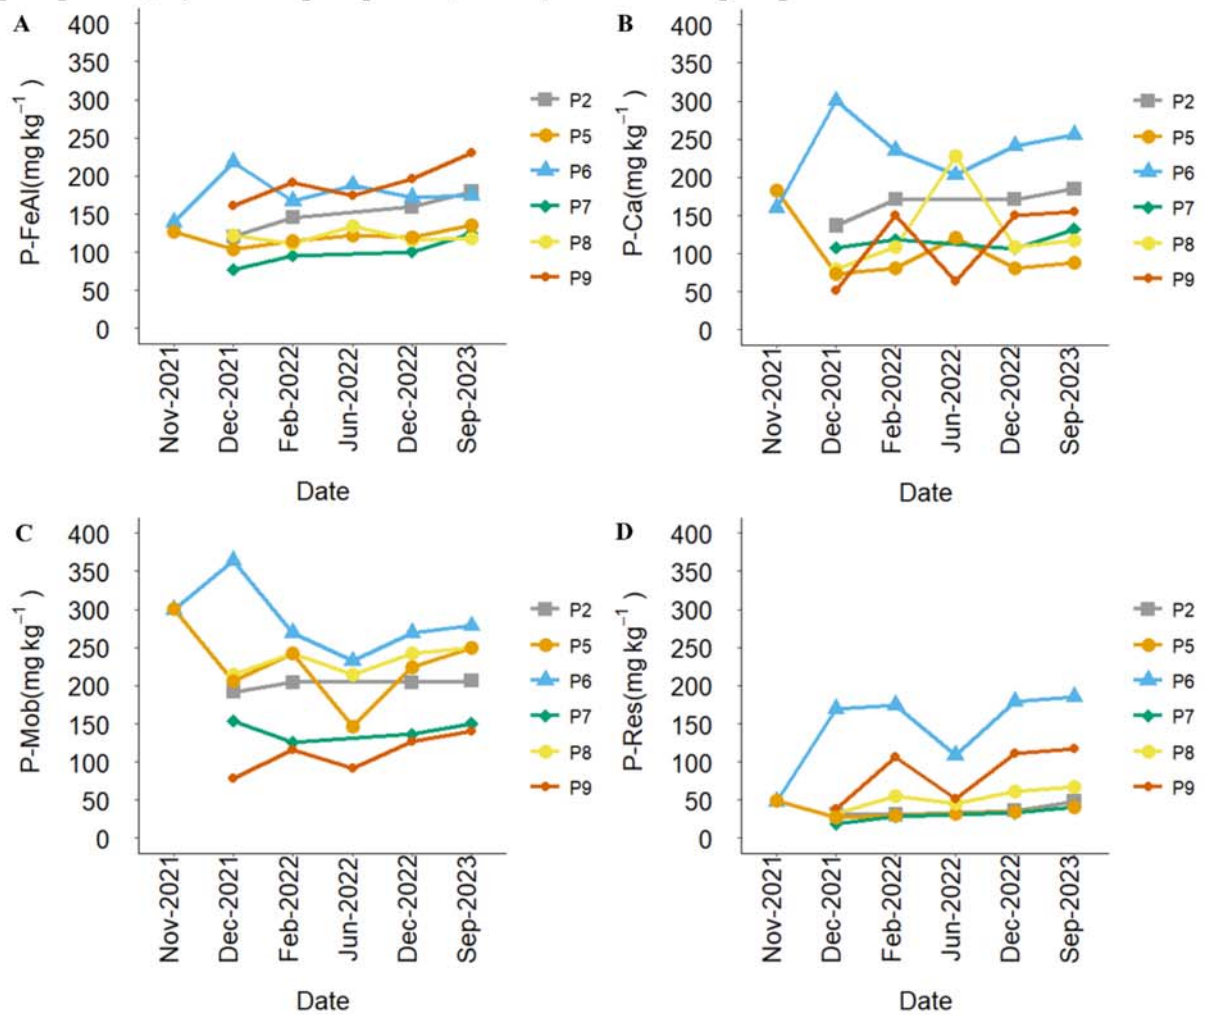 A
400
350
300
250
200
150
100
50
0
P-FeAl(mg kg⁻¹ )
Nov-2021
Dec-2021
Feb-2022
Jun-2022
Dec-2022
Sep-2023
Date
P2
P5
P6
P7
P8
P9
B
400
350
300
250
200
150
100
50
0
P-Ca(mg kg⁻¹ )
Nov-2021
Dec-2021
Feb-2022
Jun-2022
Dec-2022
Sep-2023
Date
P2
P5
P6
P7
P8
P9
C
400
350
300
250
200
150
100
50
0
P-Mob(mg kg⁻¹ )
Nov-2021
Dec-2021
Feb-2022
Jun-2022
Dec-2022
Sep-2023
Date
P2
P5
P6
P7
P8
P9
D
400
350
300
250
200
150
100
50
0
P-Res(mg kg⁻¹ )
Nov-2021
Dec-2021
Feb-2022
Jun-2022
Dec-2022
Sep-2023
Date
P2
P5
P6
P7
P8
P9